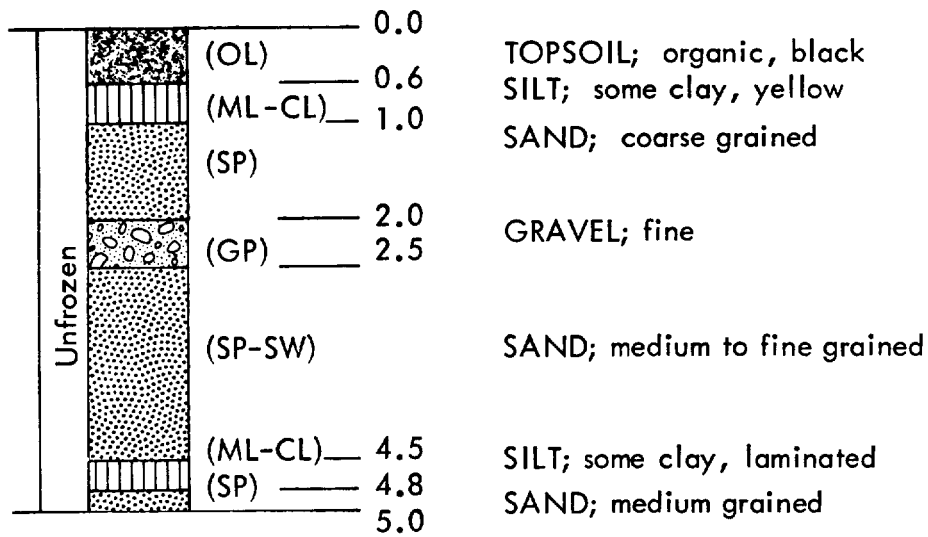 0.0
(OL) TOPSOIL; organic, black
0.6
(ML-CL) SILT; some clay, yellow
1.0
(SP) SAND; coarse grained
2.0
(GP) GRAVEL; fine
2.5
Unfrozen
(SP-SW) SAND; medium to fine grained
(ML-CL) 4.5 SILT; some clay, laminated
(SP) 4.8 SAND; medium grained
5.0